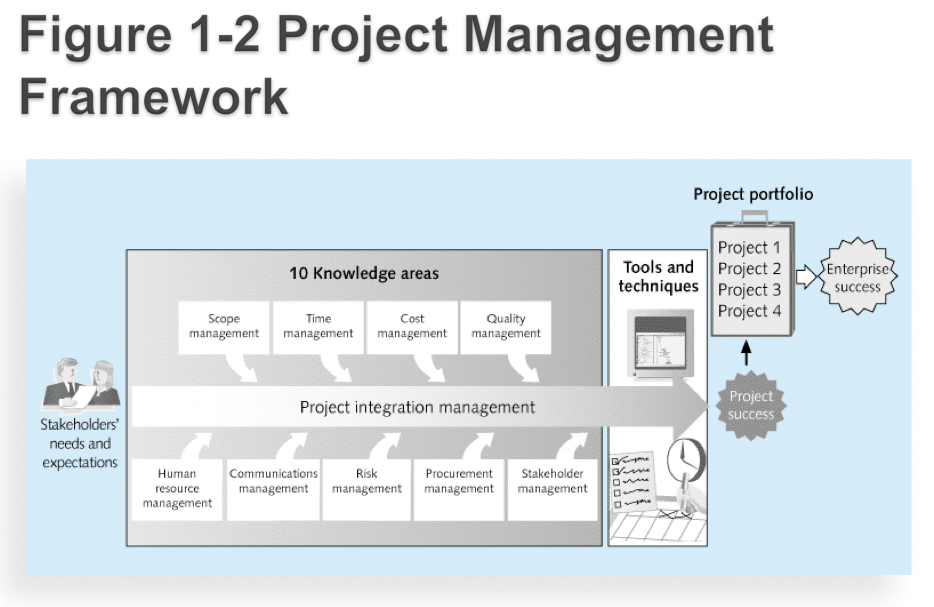 Figure 1-2 Project Management
Framework
Project portfolio
Project 1
Project 2
Project 3
Project 4
Enterprise
success
10 Knowledge areas
Tools and
techniques
Scope
management
Time
management
Cost
management
Quality
management
Stakeholders'
needs and
expectations
Project integration management
Project
success
Human
resource
management
Communications
management
Risk
management
Procurement
management
Stakeholder
management